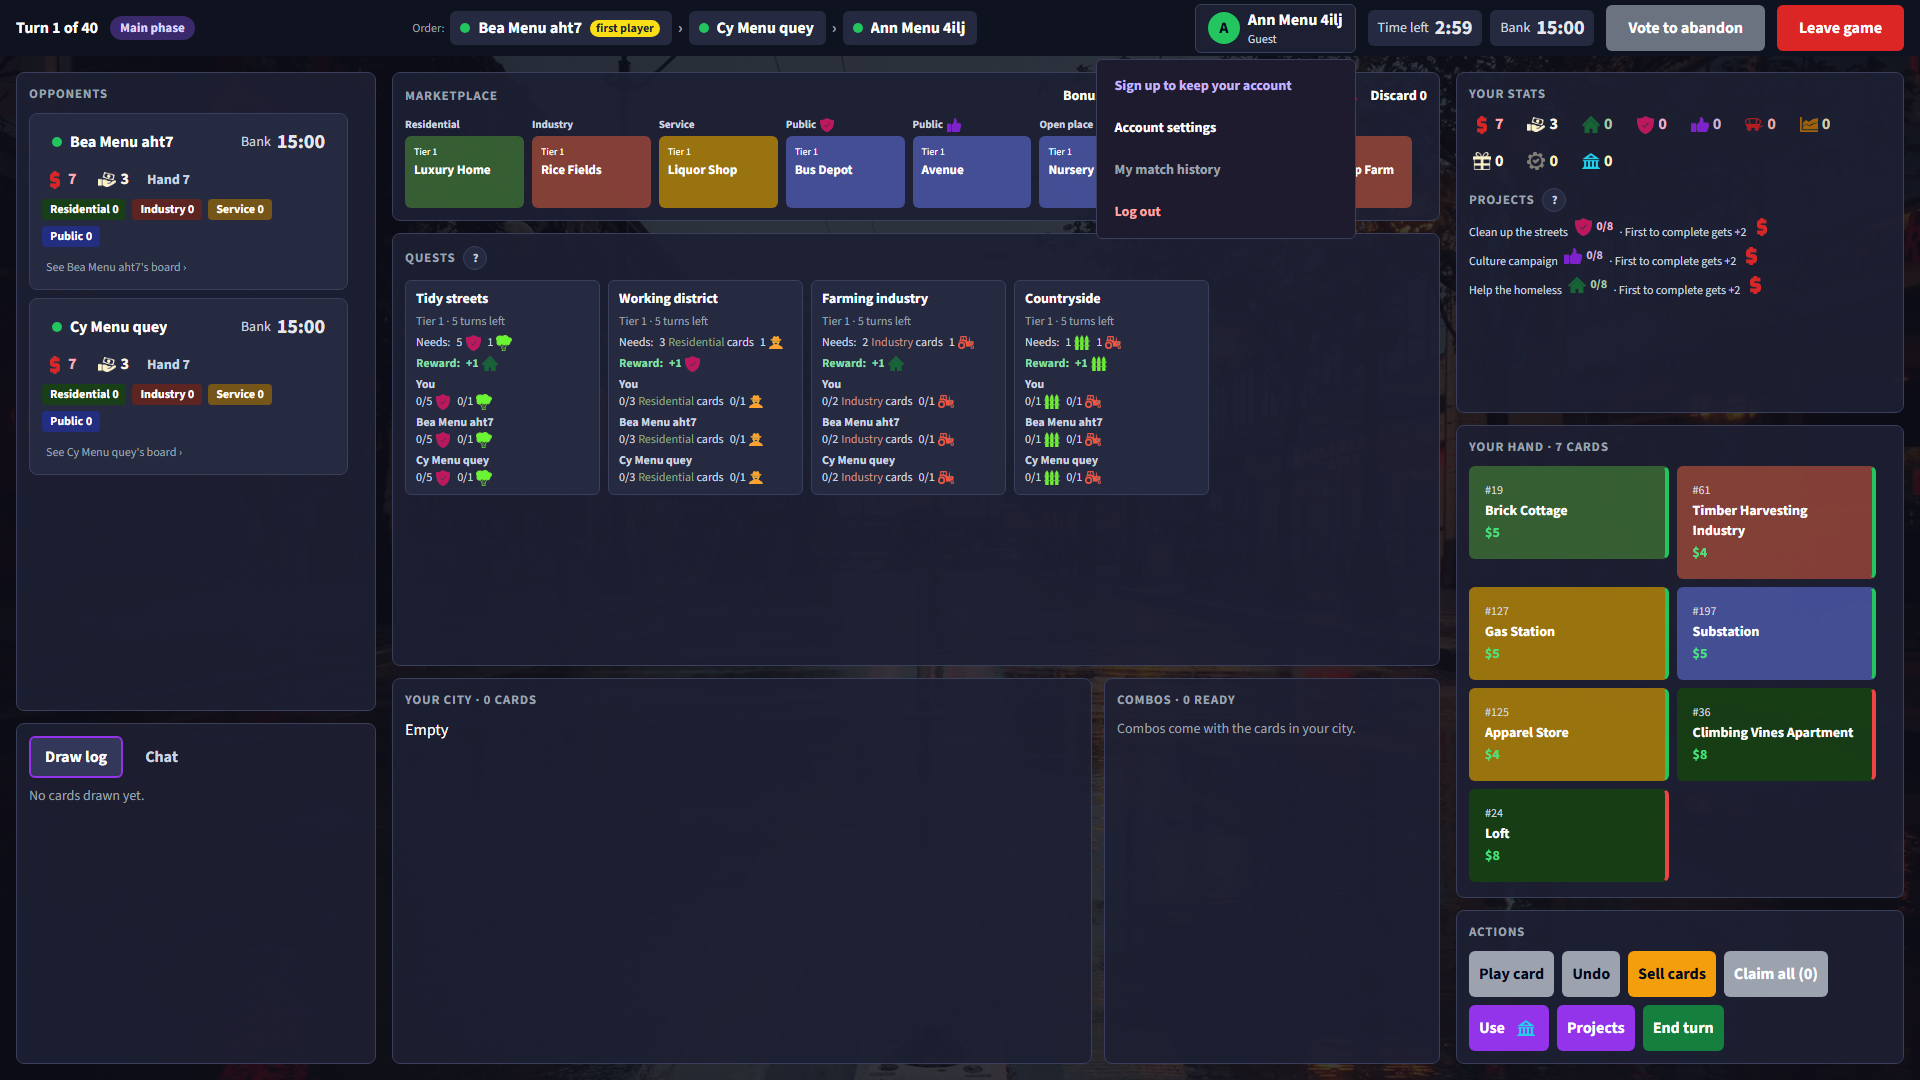 Turn 1 of 40 Main phase
Order: Bea Menu aht7 first player › Cy Menu quey › Ann Menu 4ilj
A Ann Menu 4ilj
Guest
Time left 2:59 Bank 15:00 Vote to abandon Leave game
Sign up to keep your account
Account settings
My match history
Log out
OPPONENTS
Bea Menu aht7 Bank 15:00
7 3 Hand 7
Residential 0 Industry 0 Service 0
Public 0
See Bea Menu aht7's board ›
Cy Menu quey Bank 15:00
7 3 Hand 7
Residential 0 Industry 0 Service 0
Public 0
See Cy Menu quey's board ›
Draw log Chat
No cards drawn yet.
MARKETPLACE Bonu Discard 0
Residential Industry Service Public Public Open place
Tier 1 Tier 1 Tier 1 Tier 1 Tier 1 Tier 1
Luxury Home Rice Fields Liquor Shop Bus Depot Avenue Nursery p Farm
QUESTS ?
Tidy streets
Tier 1 · 5 turns left
Needs: 5 1
Reward: +1
You
0/5 0/1
Bea Menu aht7
0/5 0/1
Cy Menu quey
0/5 0/1
Working district
Tier 1 · 5 turns left
Needs: 3 Residential cards 1
Reward: +1
You
0/3 Residential cards 0/1
Bea Menu aht7
0/3 Residential cards 0/1
Cy Menu quey
0/3 Residential cards 0/1
Farming industry
Tier 1 · 5 turns left
Needs: 2 Industry cards 1
Reward: +1
You
0/2 Industry cards 0/1
Bea Menu aht7
0/2 Industry cards 0/1
Cy Menu quey
0/2 Industry cards 0/1
Countryside
Tier 1 · 5 turns left
Needs: 1 1
Reward: +1
You
0/1 0/1
Bea Menu aht7
0/1 0/1
Cy Menu quey
0/1 0/1
YOUR CITY · 0 CARDS
Empty
COMBOS · 0 READY
Combos come with the cards in your city.
YOUR STATS
7 3 0 0 0 0 0
0 0 0
PROJECTS ?
Clean up the streets 0/8 · First to complete gets +2
Culture campaign 0/8 · First to complete gets +2
Help the homeless 0/8 · First to complete gets +2
YOUR HAND · 7 CARDS
#19
Brick Cottage
$5
#61
Timber Harvesting
Industry
$4
#127
Gas Station
$5
#197
Substation
$5
#125
Apparel Store
$4
#36
Climbing Vines Apartment
$8
#24
Loft
$8
ACTIONS
Play card Undo Sell cards Claim all (0)
Use Projects End turn